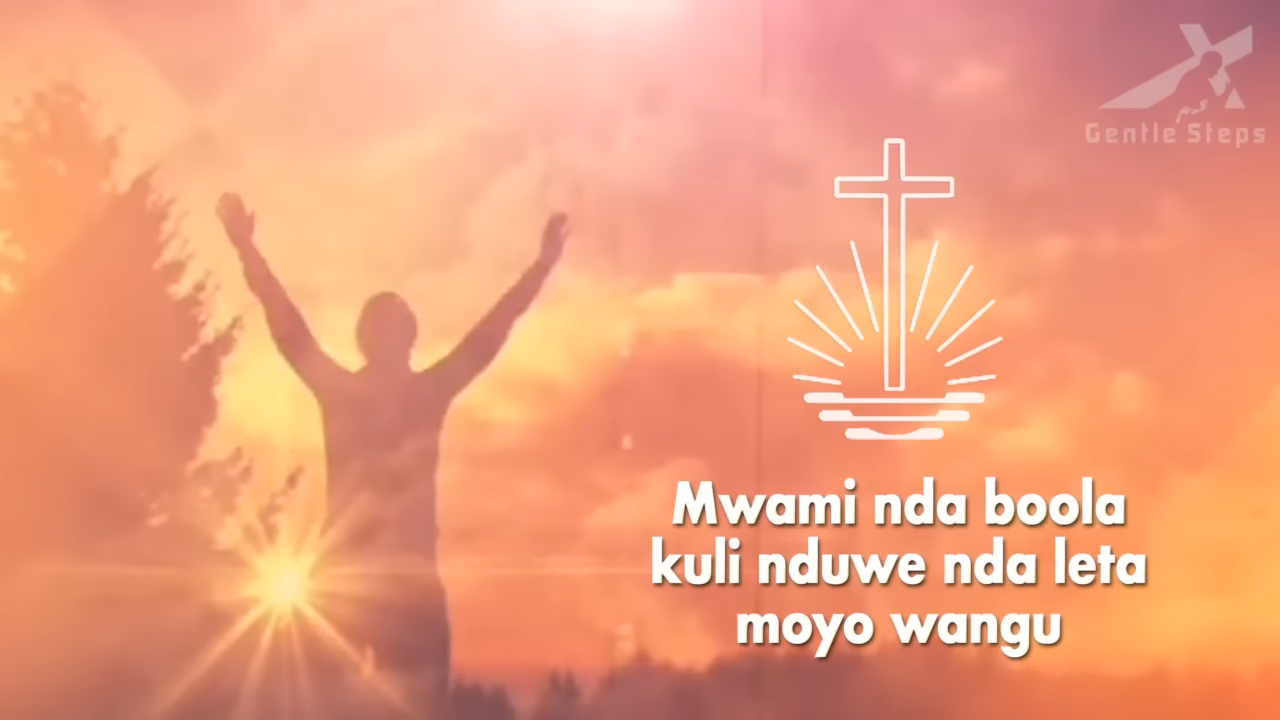 Gentle Steps
Mwami nda boola
kuli nduwe nda leta
moyo wangu